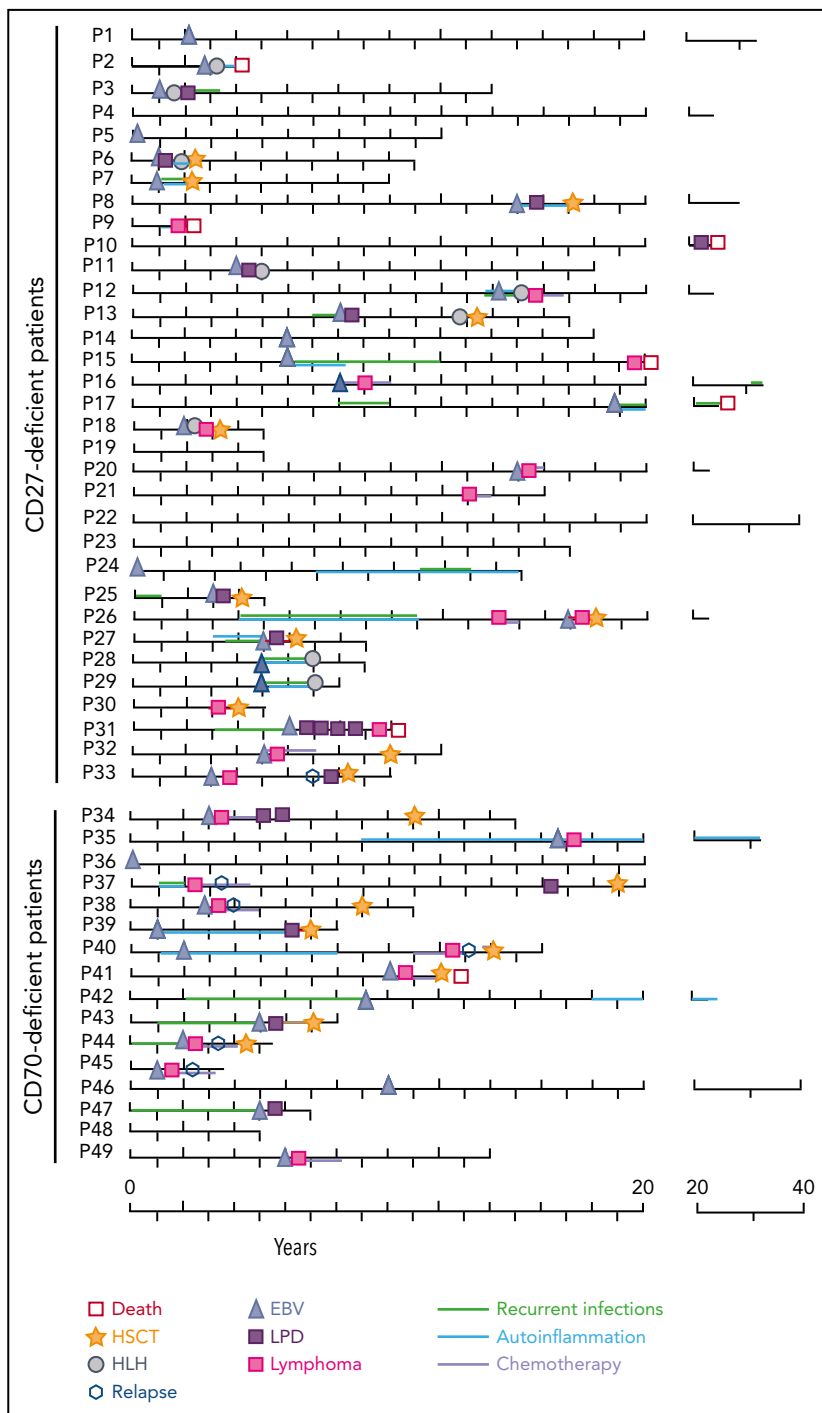 CD27-deficient patients
P1
P2
P3
P4
P5
P6
P7
P8
P9
P10
P11
P12
P13
P14
P15
P16
P17
P18
P19
P20
P21
P22
P23
P24
P25
P26
P27
P28
P29
P30
P31
P32
P33
CD70-deficient patients
P34
P35
P36
P37
P38
P39
P40
P41
P42
P43
P44
P45
P46
P47
P48
P49
0 20 20 40
Years
Death EBV Recurrent infections
HSCT LPD Autoinflammation
HLH Lymphoma Chemotherapy
Relapse